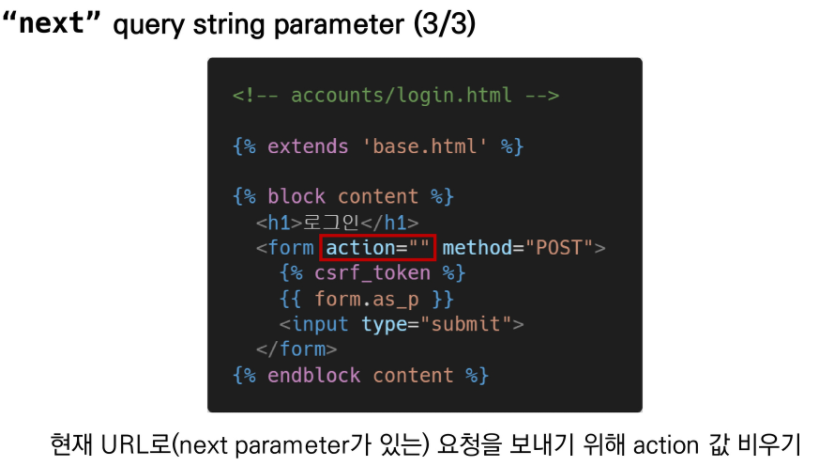 “next” query string parameter (3/3)
<!-- accounts/login.html -->
{% extends 'base.html' %}
{% block content %}
<h1>로그인</h1>
<form action="" method="POST">
{% csrf_token %}
{{ form.as_p }}
<input type="submit">
</form>
{% endblock content %}
현재 URL로(next parameter가 있는) 요청을 보내기 위해 action 값 비우기